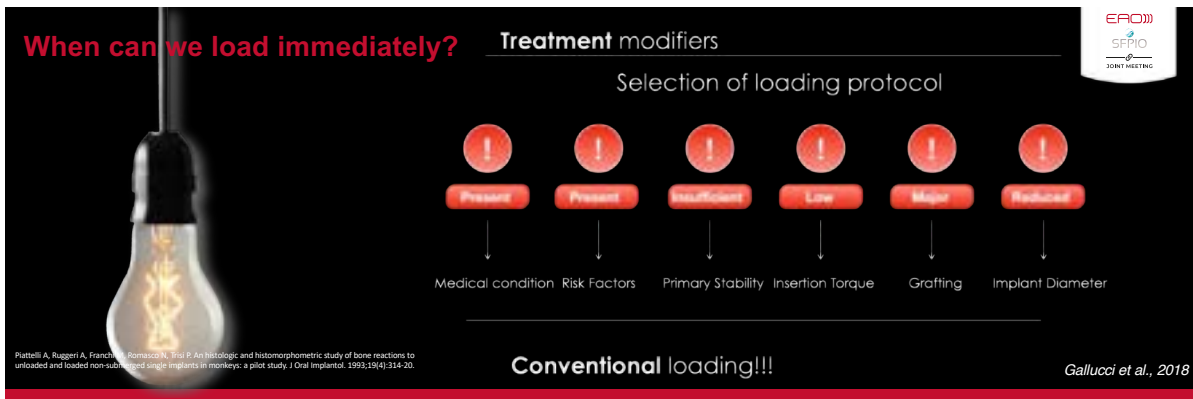 When can we load immediately?
Treatment modifiers
EAO)))
SFPIO
JOINT MEETING
Selection of loading protocol
! ! ! ! ! !
Present Present Insufficient Low Major Reduced
Medical condition Risk Factors Primary Stability Insertion Torque Grafting Implant Diameter
Piattelli A, Ruggeri A, Franchi M, Romasco N, Trisi P. An histologic and histomorphometric study of bone reactions to
unloaded and loaded non-submerged single implants in monkeys: a pilot study. J Oral Implantol. 1993;19(4):314-20.
Conventional loading!!!
Gallucci et al., 2018